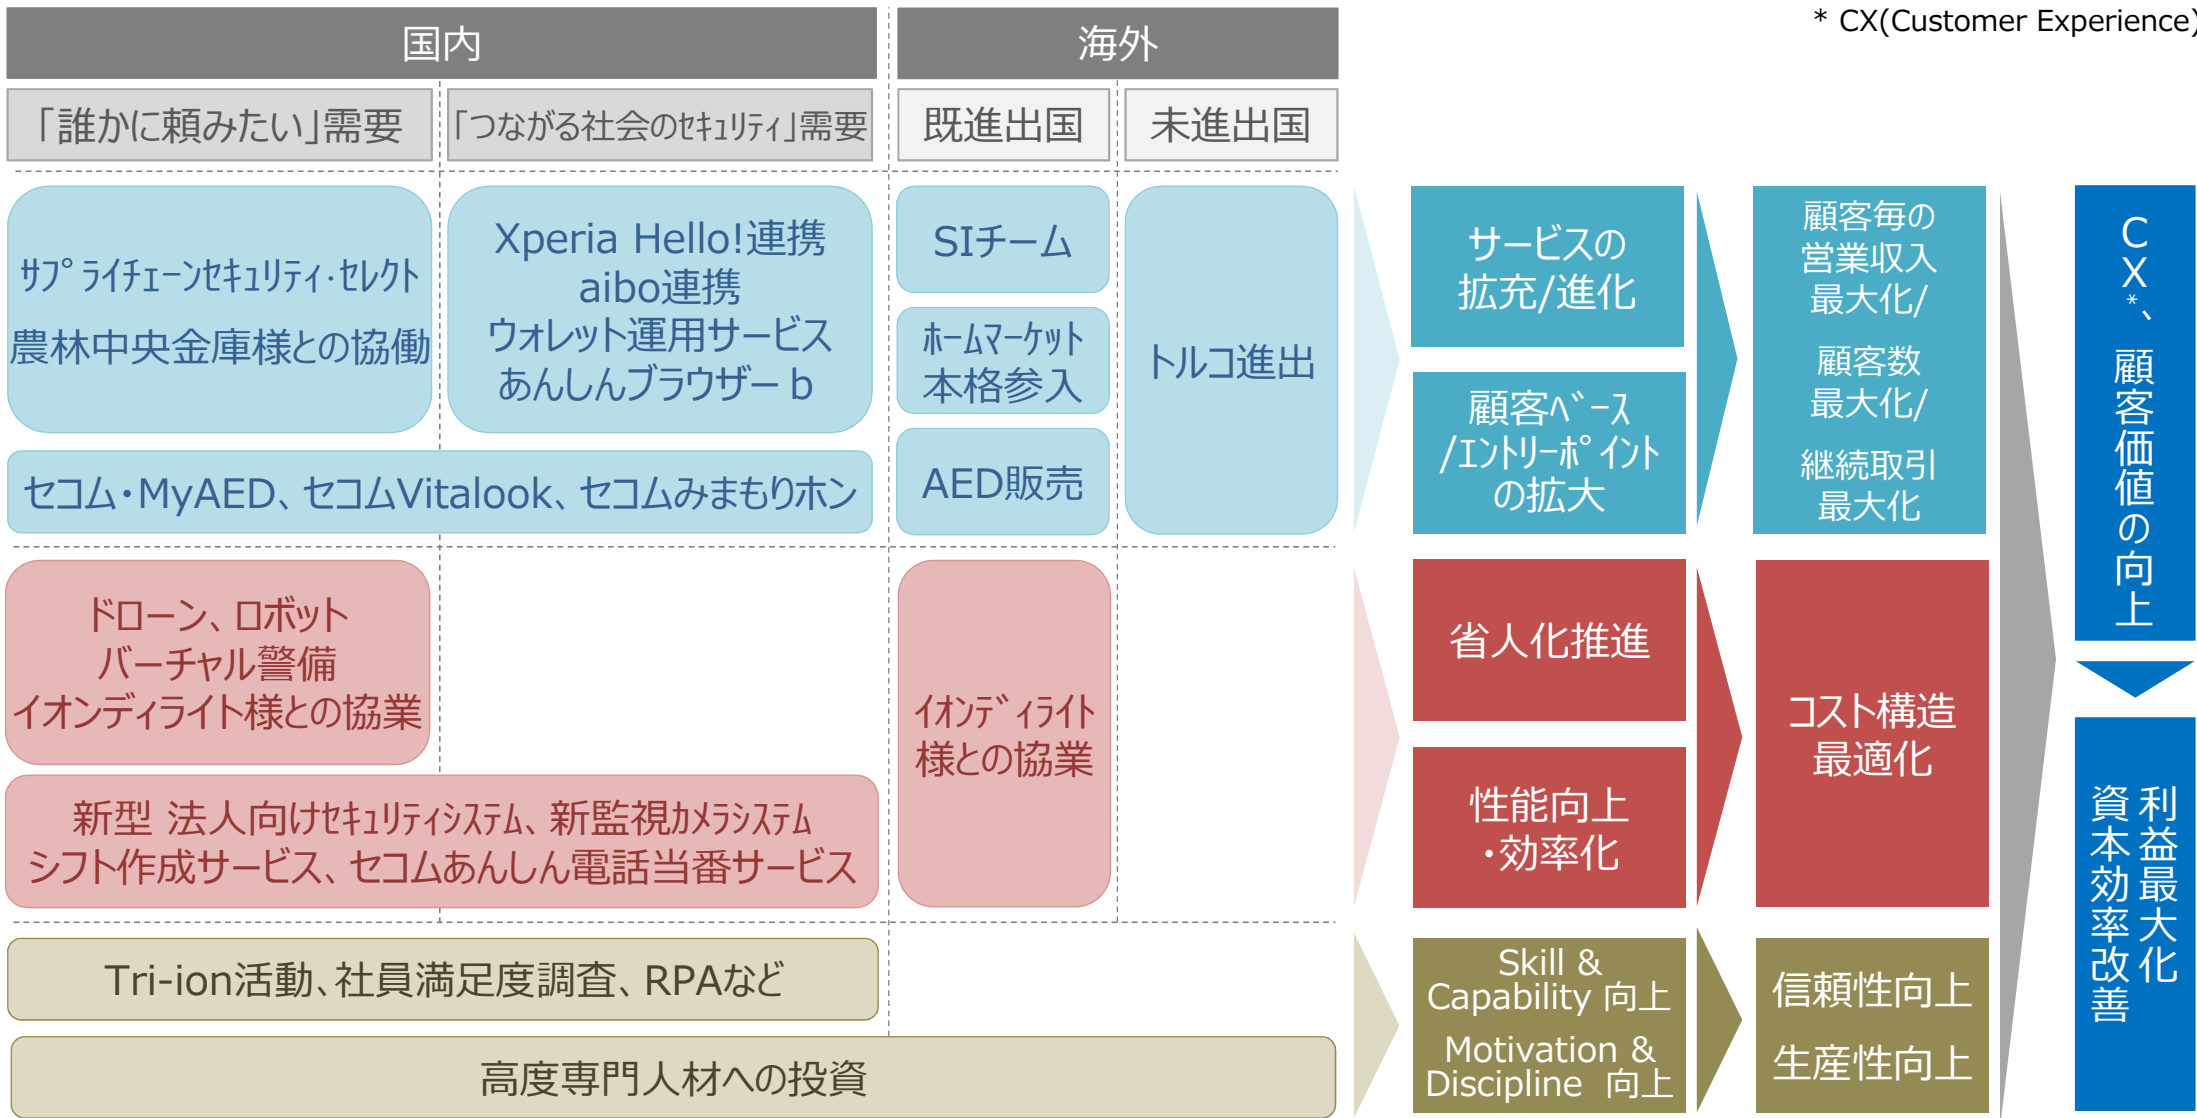 * CX(Customer Experience)
国内
海外
「誰かに頼みたい」需要
「つながる社会のｾｷｭﾘﾃｨ」需要
既進出国
未進出国
ｻﾌﾟﾗｲﾁｪｰﾝｾｷｭﾘﾃｨ･ｾﾚｸﾄ
農林中央金庫様との協働
Xperia Hello!連携
aibo連携
ウォレット運用サービス
あんしんブラウザー b
セコム・MyAED、セコムVitalook、セコムみまもりホン
SIチーム
ﾎｰﾑﾏｰｹｯﾄ
本格参入
AED販売
トルコ進出
サービスの
拡充/進化
顧客ﾍﾞｰｽ
/ｴﾝﾄﾘｰﾎﾟｲﾝﾄ
の拡大
顧客毎の
営業収入
最大化/
顧客数
最大化/
継続取引
最大化
ドローン、ロボット
バーチャル警備
イオンディライト様との協業
新型 法人向けｾｷｭﾘﾃｨｼｽﾃﾑ、新監視ｶﾒﾗｼｽﾃﾑ
シフト作成サービス、セコムあんしん電話当番サービス
ｲｵﾝﾃﾞｨﾗｲﾄ
様との協業
省人化推進
性能向上
・効率化
コスト構造
最適化
Tri-ion活動、社員満足度調査、RPAなど
高度専門人材への投資
Skill &
Capability 向上
Motivation &
Discipline 向上
信頼性向上
生産性向上
CX*、顧客価値の向上
利益最大化
資本効率改善